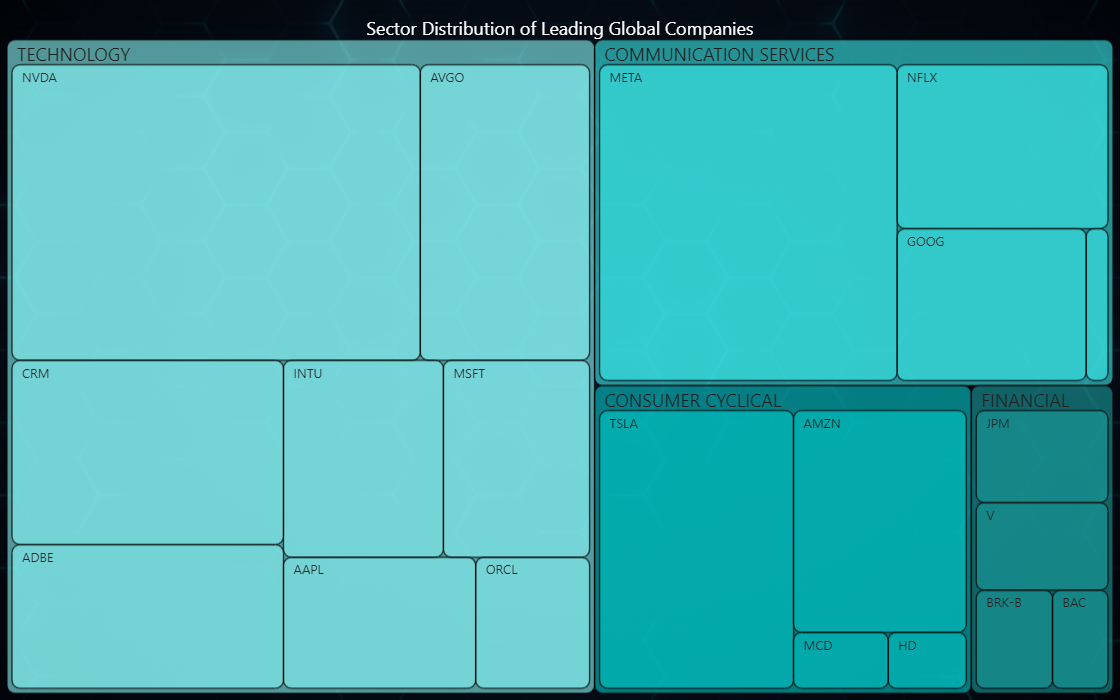 Sector Distribution of Leading Global Companies
TECHNOLOGY
NVDA
AVGO
CRM
INTU
MSFT
ADBE
AAPL
ORCL
COMMUNICATION SERVICES
META
NFLX
GOOG
CONSUMER CYCLICAL
TSLA
AMZN
MCD
HD
FINANCIAL
JPM
V
BRK-B
BAC